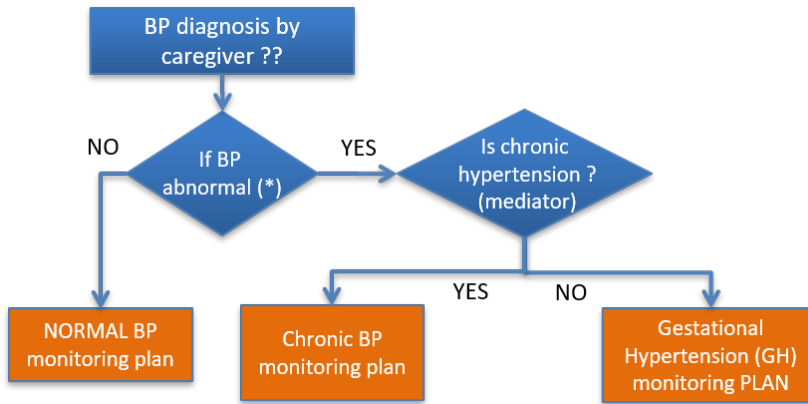 BP diagnosis by
caregiver ??
NO
If BP
abnormal (*)
YES
Is chronic
hypertension ?
(mediator)
YES
NO
NORMAL BP
monitoring plan
Chronic BP
monitoring plan
Gestational
Hypertension (GH)
monitoring PLAN